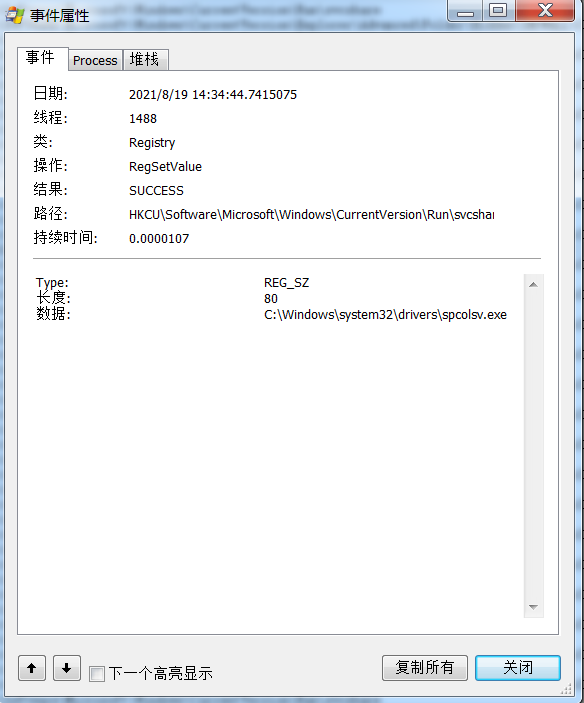 事件属性
事件 Process 堆栈
日期: 2021/8/19 14:34:44.7415075
线程: 1488
类: Registry
操作: RegSetValue
结果: SUCCESS
路径: HKCU\Software\Microsoft\Windows\CurrentVersion\Run\svcshar
持续时间: 0.0000107
Type: REG_SZ
长度: 80
数据: C:\Windows\system32\drivers\spcolsv.exe
下一个高亮显示 复制所有 关闭